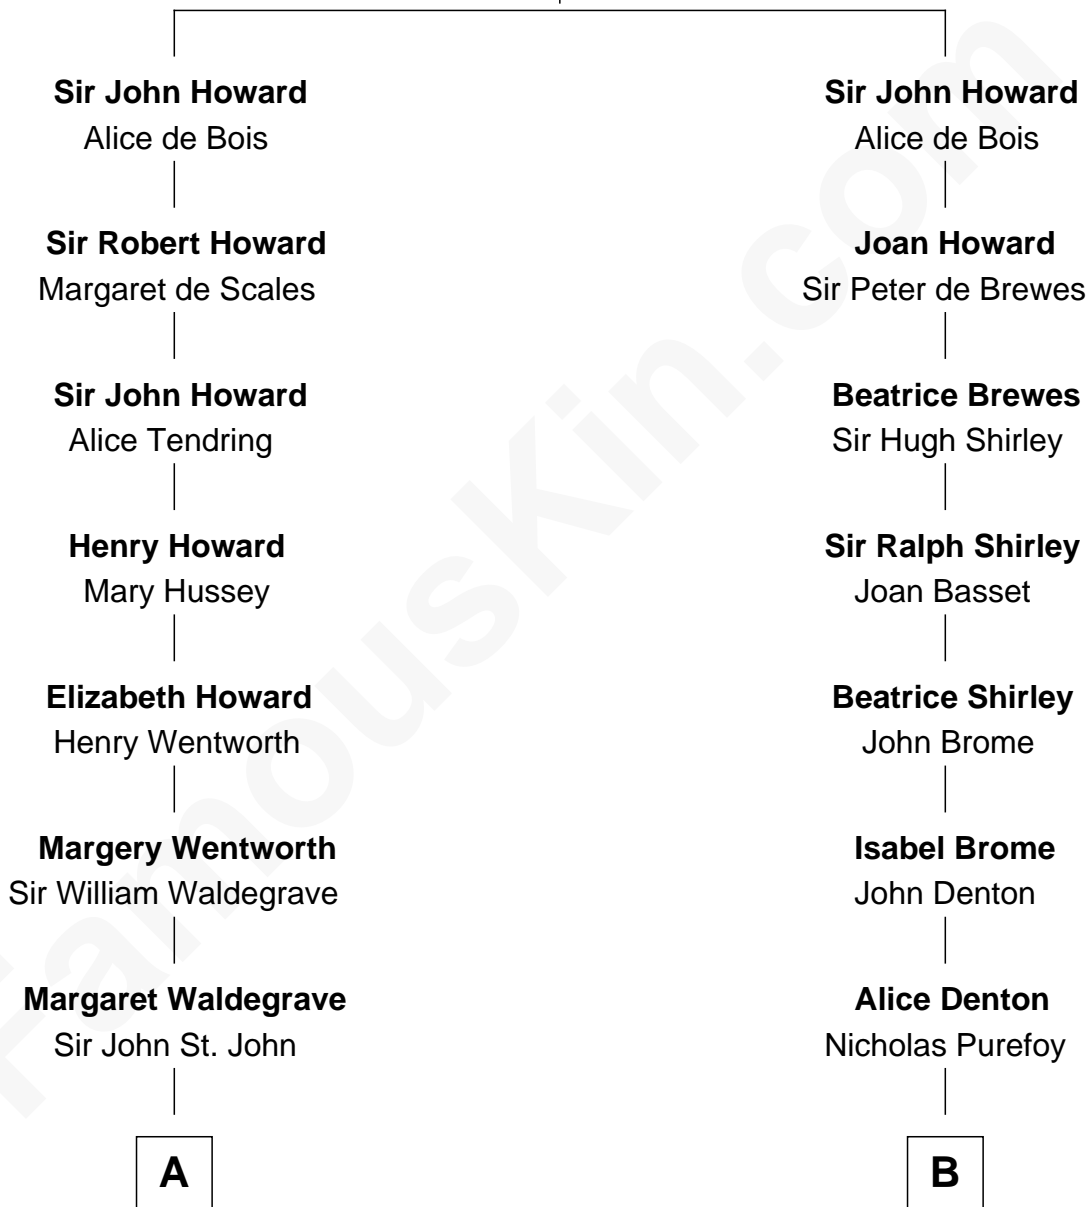 Sir John Howard
Alice de Bois
Sir Robert Howard
Margaret de Scales
Sir John Howard
Alice Tendring
Henry Howard
Mary Hussey
Elizabeth Howard
Henry Wentworth
Margery Wentworth
Sir William Waldegrave
Margaret Waldegrave
Sir John St. John
A
Sir John Howard
Alice de Bois
Joan Howard
Sir Peter de Brewes
Beatrice Brewes
Sir Hugh Shirley
Sir Ralph Shirley
Joan Basset
Beatrice Shirley
John Brome
Isabel Brome
John Denton
Alice Denton
Nicholas Purefoy
B
FamousKin.com